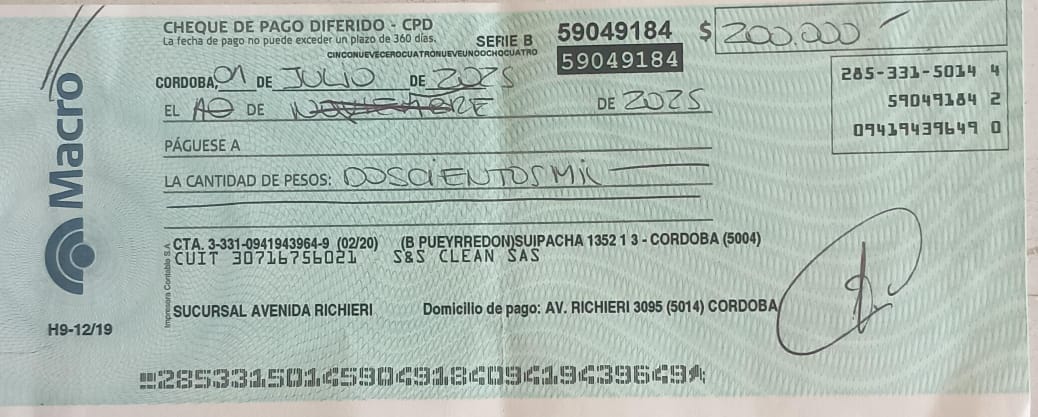 CHEQUE DE PAGO DIFERIDO - CPD
La fecha de pago no puede exceder un plazo de 360 días.
SERIE B
59049184
$ 200.000
CINCONUEVECEROCUATRONUEVEUNOOCHOCUATRO
59049184
285-331-5014 4
59049184 2
09419439649 0
CORDOBA, 01 DE JULIO DE 2025
EL DE NOVIEMBRE DE 2025
PÁGUESE A
LA CANTIDAD DE PESOS: DOSCIENTOS MIL
CTA. 3-331-0941943964-9 (02/20) (B PUEYRREDON)SUIPACHA 1352 1 3 - CORDOBA (5004)
CUIT 30716756021 S&S CLEAN SAS
SUCURSAL AVENIDA RICHIERI Domicilio de pago: AV. RICHIERI 3095 (5014) CORDOBA
Macro
H9-12/19
Impresora Contable S.A.
28533150145904918409419439649